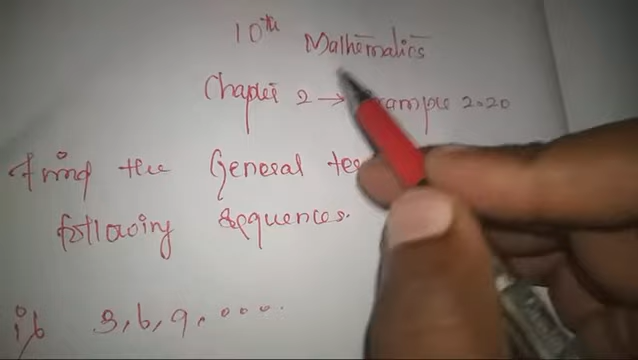 10th Mathematics
Chapter 2 → Example 2.20
Find the General te
following Sequences.
i) 3, 6, 9, ....